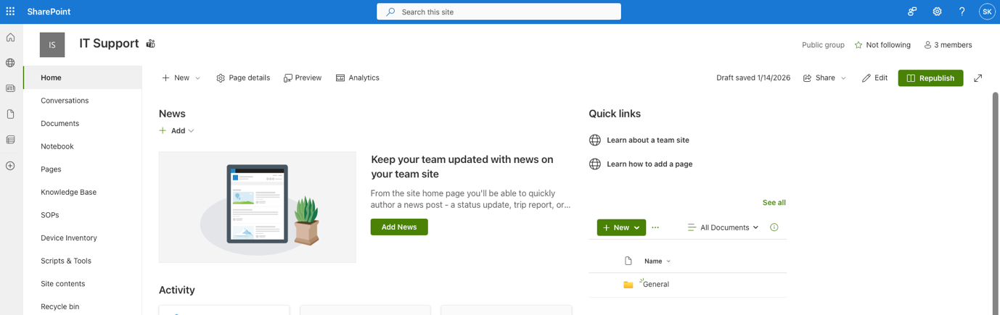 SharePoint
Search this site
SK
IS
IT Support
Public group
Not following
3 members
Home
Conversations
Documents
Notebook
Pages
Knowledge Base
SOPs
Device Inventory
Scripts & Tools
Site contents
Recycle bin
New
Page details
Preview
Analytics
Draft saved 1/14/2026
Share
Edit
Republish
News
Add
Keep your team updated with news on
your team site
From the site home page you'll be able to quickly
author a news post - a status update, trip report, or...
Add News
Activity
Quick links
Learn about a team site
Learn how to add a page
See all
New
All Documents
Name
General